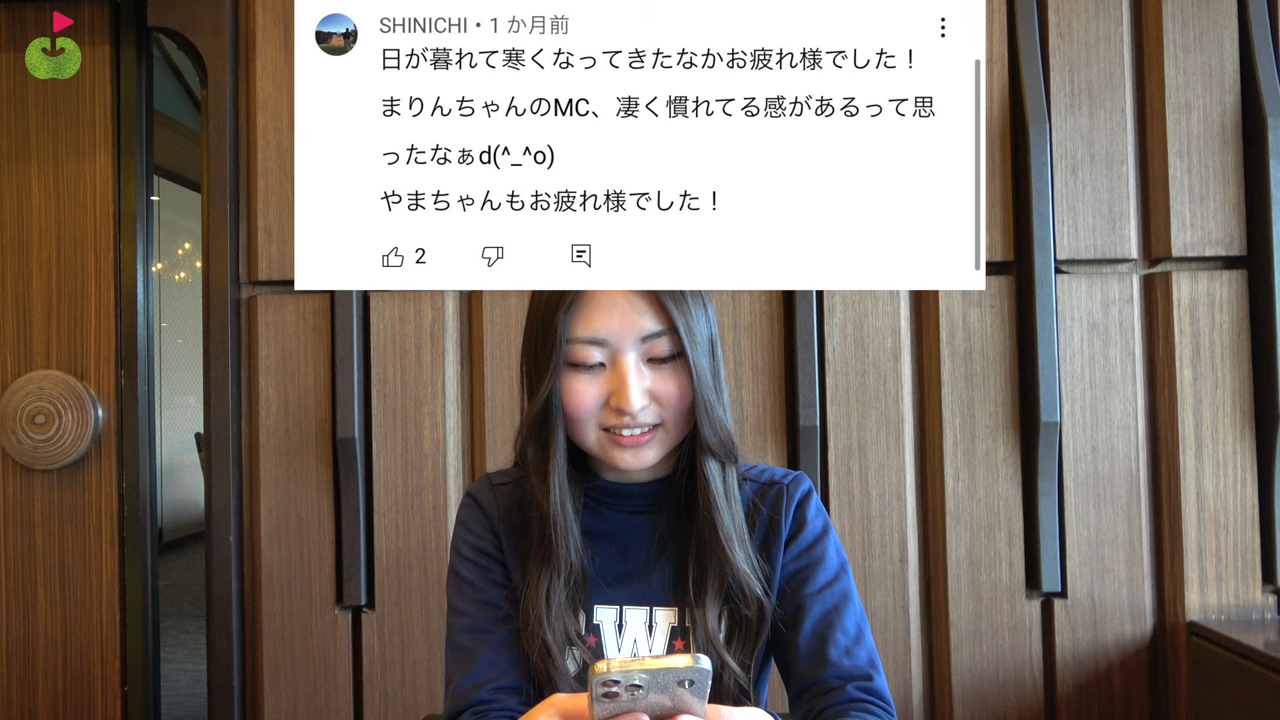 SHINICHI • 1 か月前
日が暮れて寒くなってきたなかお疲れ様でした！
まりんちゃんのMC、凄く慣れてる感があるって思
ったなぁd(^_^o)
やまちゃんもお疲れ様でした！
2
W